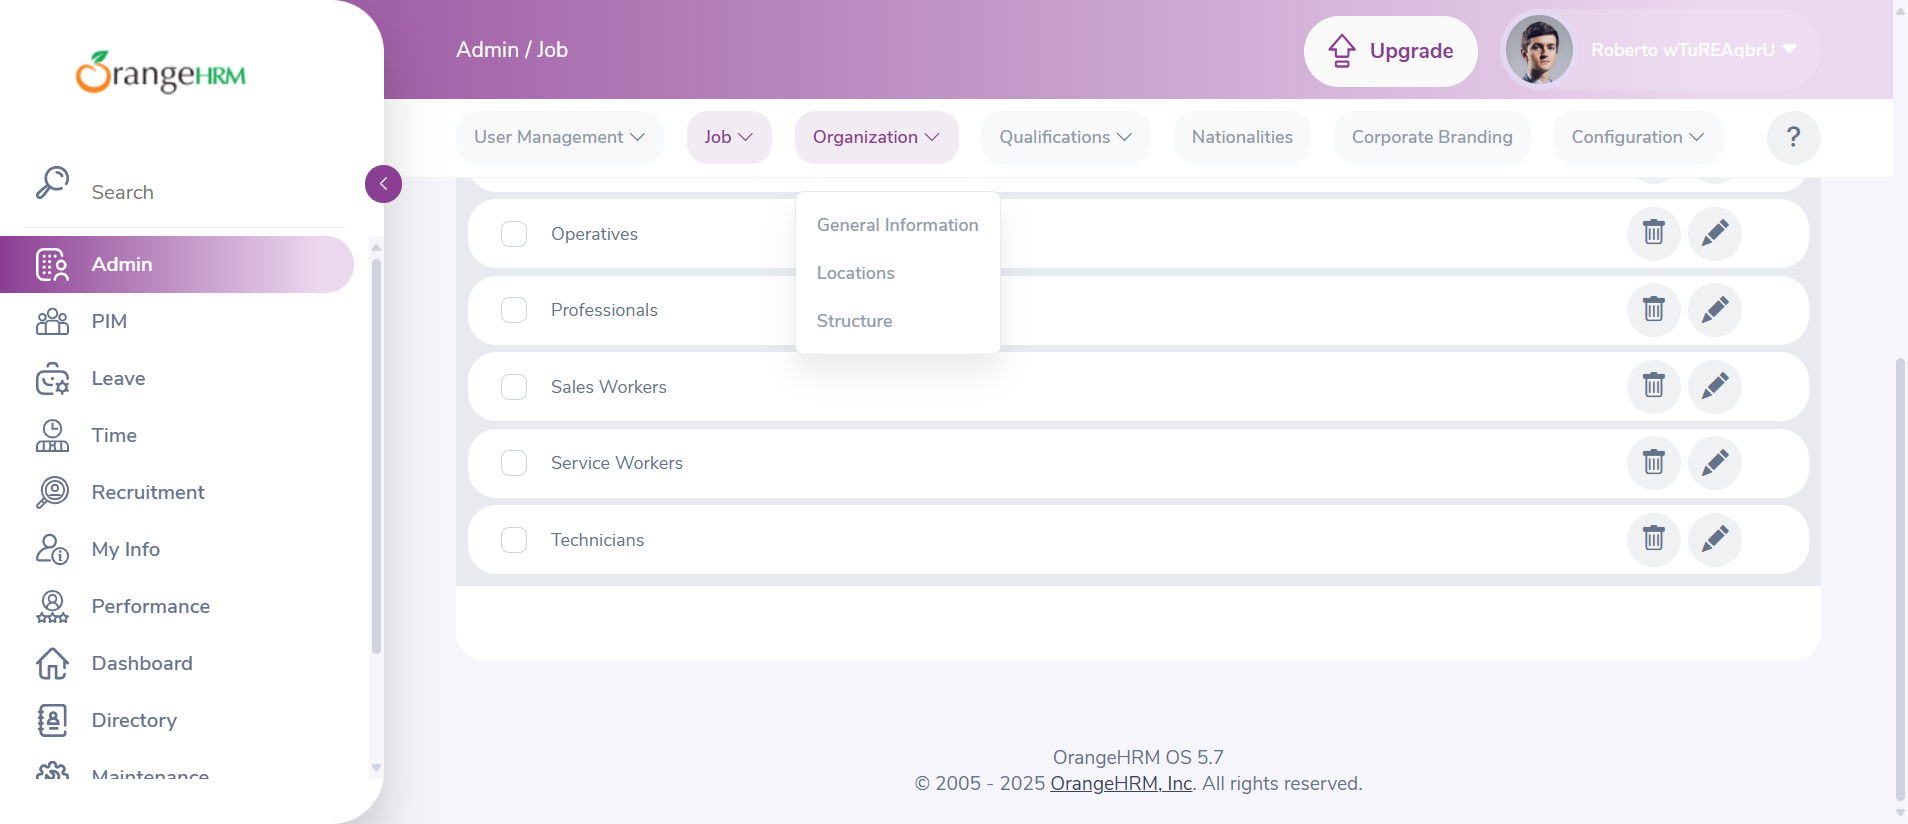 OrangeHRM
Admin / Job
Upgrade
Roberto wTuREAqbrU
User Management
Job
Organization
Qualifications
Nationalities
Corporate Branding
Configuration
?
Search
Admin
PIM
Leave
Time
Recruitment
My Info
Performance
Dashboard
Directory
Maintenance
General Information
Locations
Structure
Operatives
Professionals
Sales Workers
Service Workers
Technicians
OrangeHRM OS 5.7
© 2005 - 2025 OrangeHRM, Inc. All rights reserved.